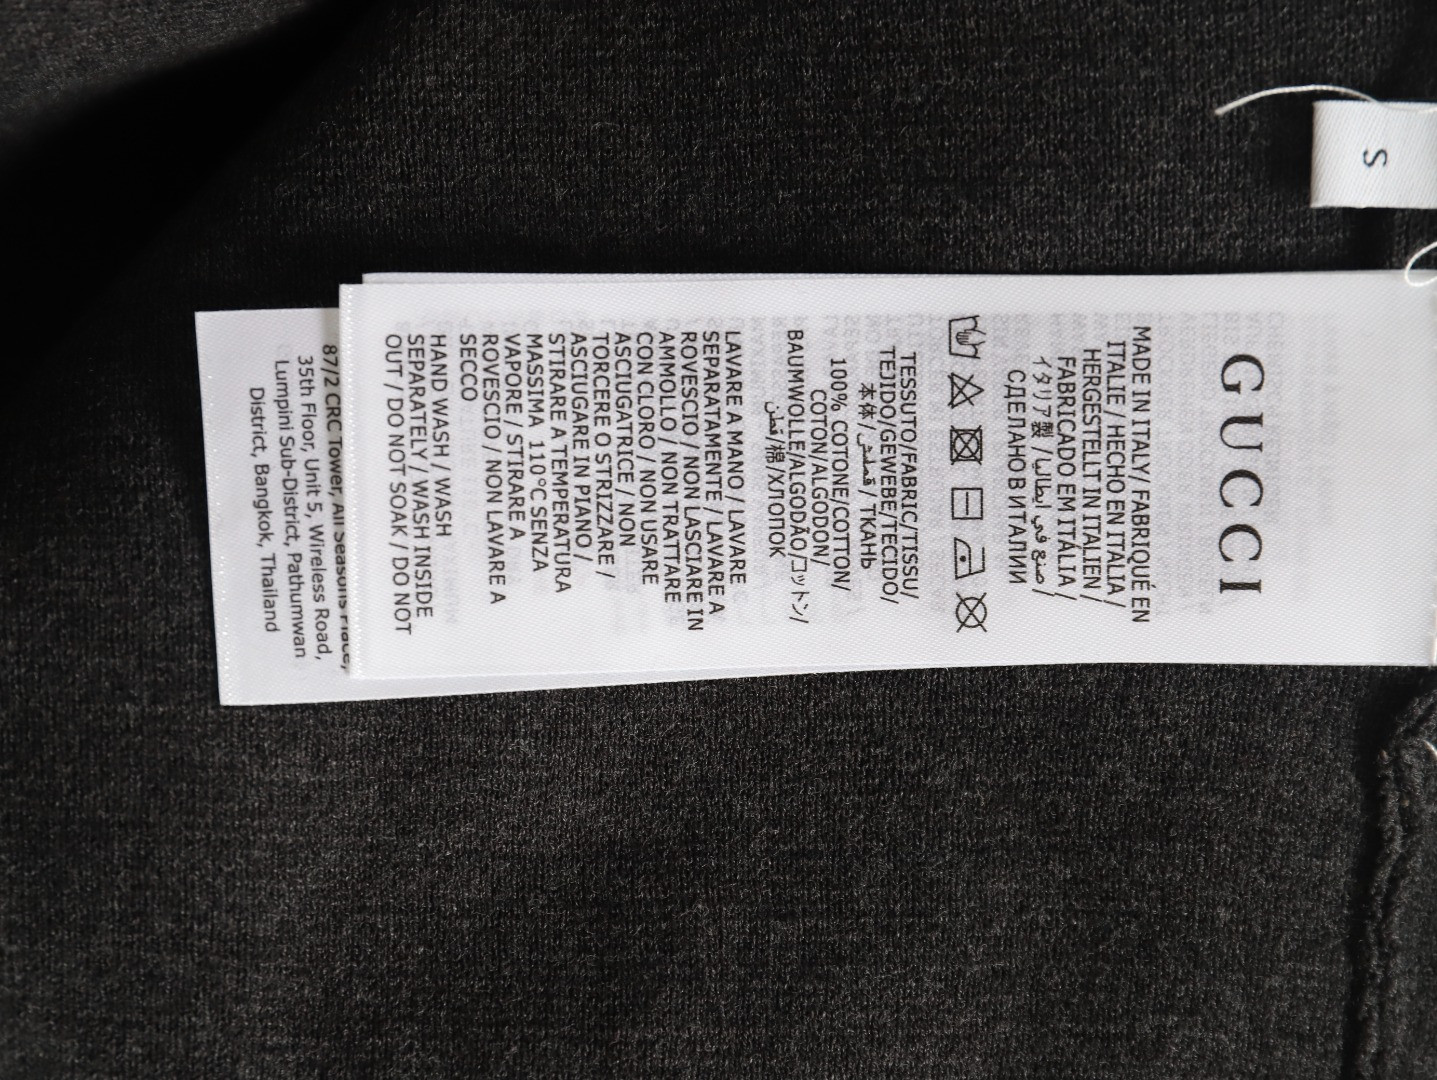 S
GUCCI
MADE IN ITALY/ FABRIQUÉ EN
ITALIE / HECHO EN ITALIA /
HERGESTELLT IN ITALIEN /
FABRICADO EM ITÁLIA /
イタリア製 / صنع في ايطاليا /
СДЕЛАНО В ИТАЛИИ
TESSUTO/FABRIC/TISSU/
TEJIDO/GEWEBE/TECIDO/
本体/ قماش / ТКАНЬ
100% COTONE/COTTON/
COTON/ALGODON/
BAUMWOLLE/ALGODÃO/コットン/
قطن/棉/ХЛОПОК
LAVARE A MANO / LAVARE
SEPARATAMENTE / LAVARE A
ROVESCIO / NON LASCIARE IN
AMMOLLO / NON TRATTARE
CON CLORO / NON USARE
ASCIUGATRICE / NON
TORCERE O STRIZZARE /
ASCIUGARE IN PIANO /
STIRARE A TEMPERATURA
MASSIMA 110°C SENZA
VAPORE / STIRARE A
ROVESCIO / NON LAVARE A
SECCO
HAND WASH / WASH
SEPARATELY / WASH INSIDE
OUT / DO NOT SOAK / DO NOT
87/2 CRC Tower, All Seasons Place,
35th Floor, Unit 5, Wireless Road,
Lumpini Sub-District, Pathumwan
District, Bangkok, Thailand